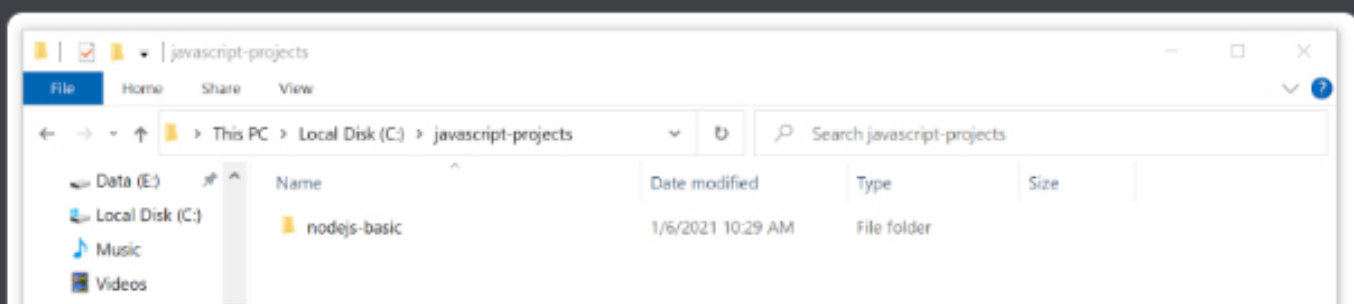 javascript-projects
File Home Share View
This PC > Local Disk (C:) > javascript-projects Search javascript-projects
Data (E:) Name Date modified Type Size
Local Disk (C:)
nodejs-basic 1/6/2021 10:29 AM File folder
Music
Videos